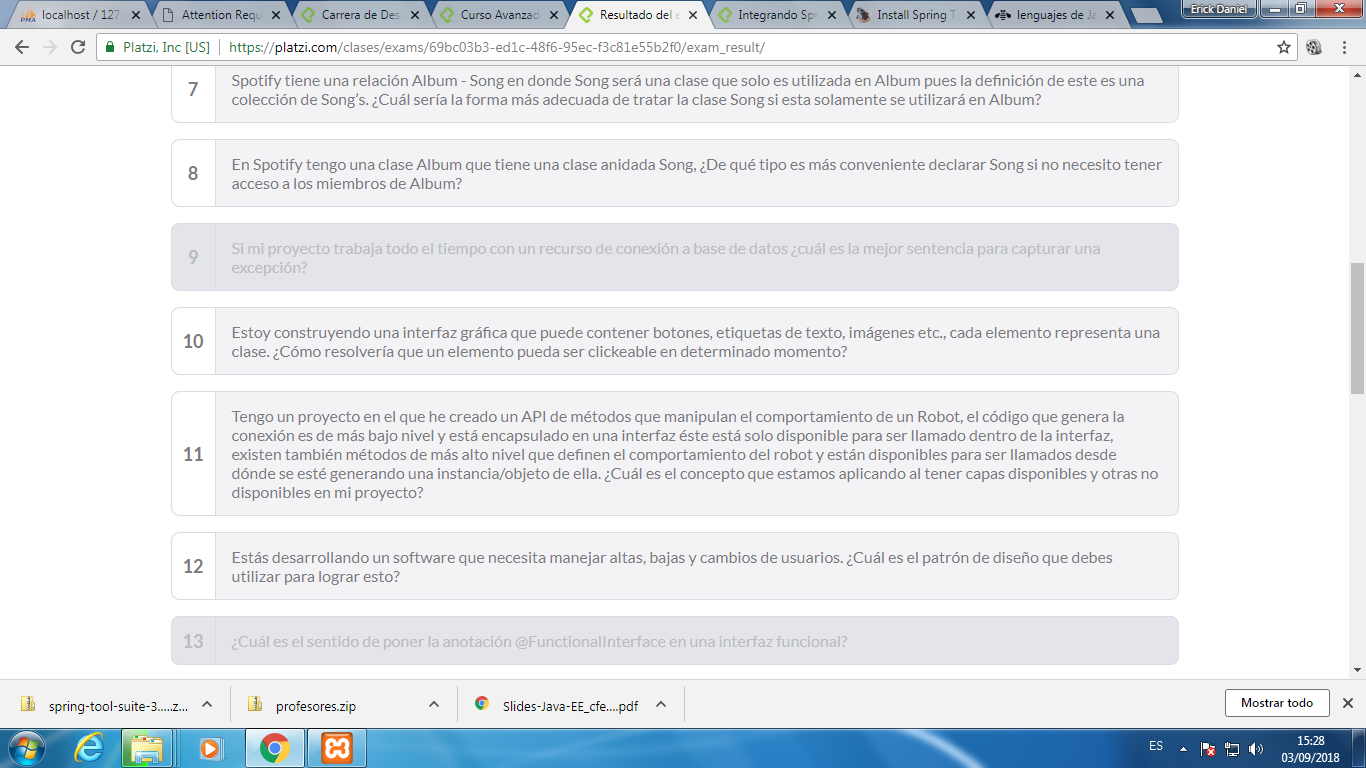 localhost / 127
Attention Requ
Carrera de Des
Curso Avanzad
Resultado del e
Integrando Spr
Install Spring T
lenguajes de Ja
Erick Daniel
Platzi, Inc [US]
https://platzi.com/clases/exams/69bc03b3-ed1c-48f6-95ec-f3c81e55b2f0/exam_result/
7
Spotify tiene una relación Album - Song en donde Song será una clase que solo es utilizada en Album pues la definición de este es una
colección de Song's. ¿Cuál sería la forma más adecuada de tratar la clase Song si esta solamente se utilizará en Album?
8
En Spotify tengo una clase Album que tiene una clase anidada Song, ¿De qué tipo es más conveniente declarar Song si no necesito tener
acceso a los miembros de Album?
9
Si mi proyecto trabaja todo el tiempo con un recurso de conexión a base de datos ¿cuál es la mejor sentencia para capturar una
excepción?
10
Estoy construyendo una interfaz gráfica que puede contener botones, etiquetas de texto, imágenes etc., cada elemento representa una
clase. ¿Cómo resolvería que un elemento pueda ser clickeable en determinado momento?
11
Tengo un proyecto en el que he creado un API de métodos que manipulan el comportamiento de un Robot, el código que genera la
conexión es de más bajo nivel y está encapsulado en una interfaz éste está solo disponible para ser llamado dentro de la interfaz,
existen también métodos de más alto nivel que definen el comportamiento del robot y están disponibles para ser llamados desde
dónde se esté generando una instancia/objeto de ella. ¿Cuál es el concepto que estamos aplicando al tener capas disponibles y otras no
disponibles en mi proyecto?
12
Estás desarrollando un software que necesita manejar altas, bajas y cambios de usuarios. ¿Cuál es el patrón de diseño que debes
utilizar para lograr esto?
13
¿Cuál es el sentido de poner la anotación @FunctionalInterface en una interfaz funcional?
spring-tool-suite-3.....z...
profesores.zip
Slides-Java-EE_cfe....pdf
Mostrar todo
ES
15:28
03/09/2018